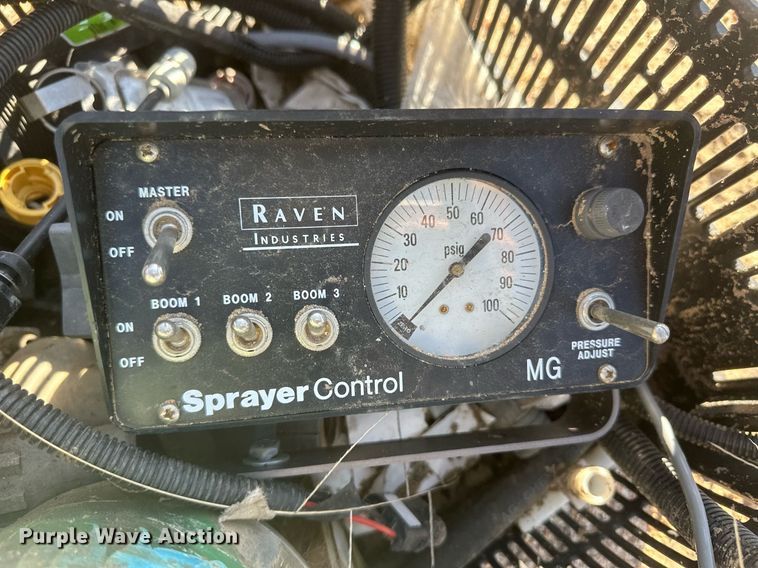 MASTER
ON
OFF
RAVEN
INDUSTRIES
BOOM 1 BOOM 2 BOOM 3
ON
OFF
10 20 30 40 50 60 70 80 90 100
psig
PRESSURE
ADJUST
Sprayer Control
MG
Purple Wave Auction